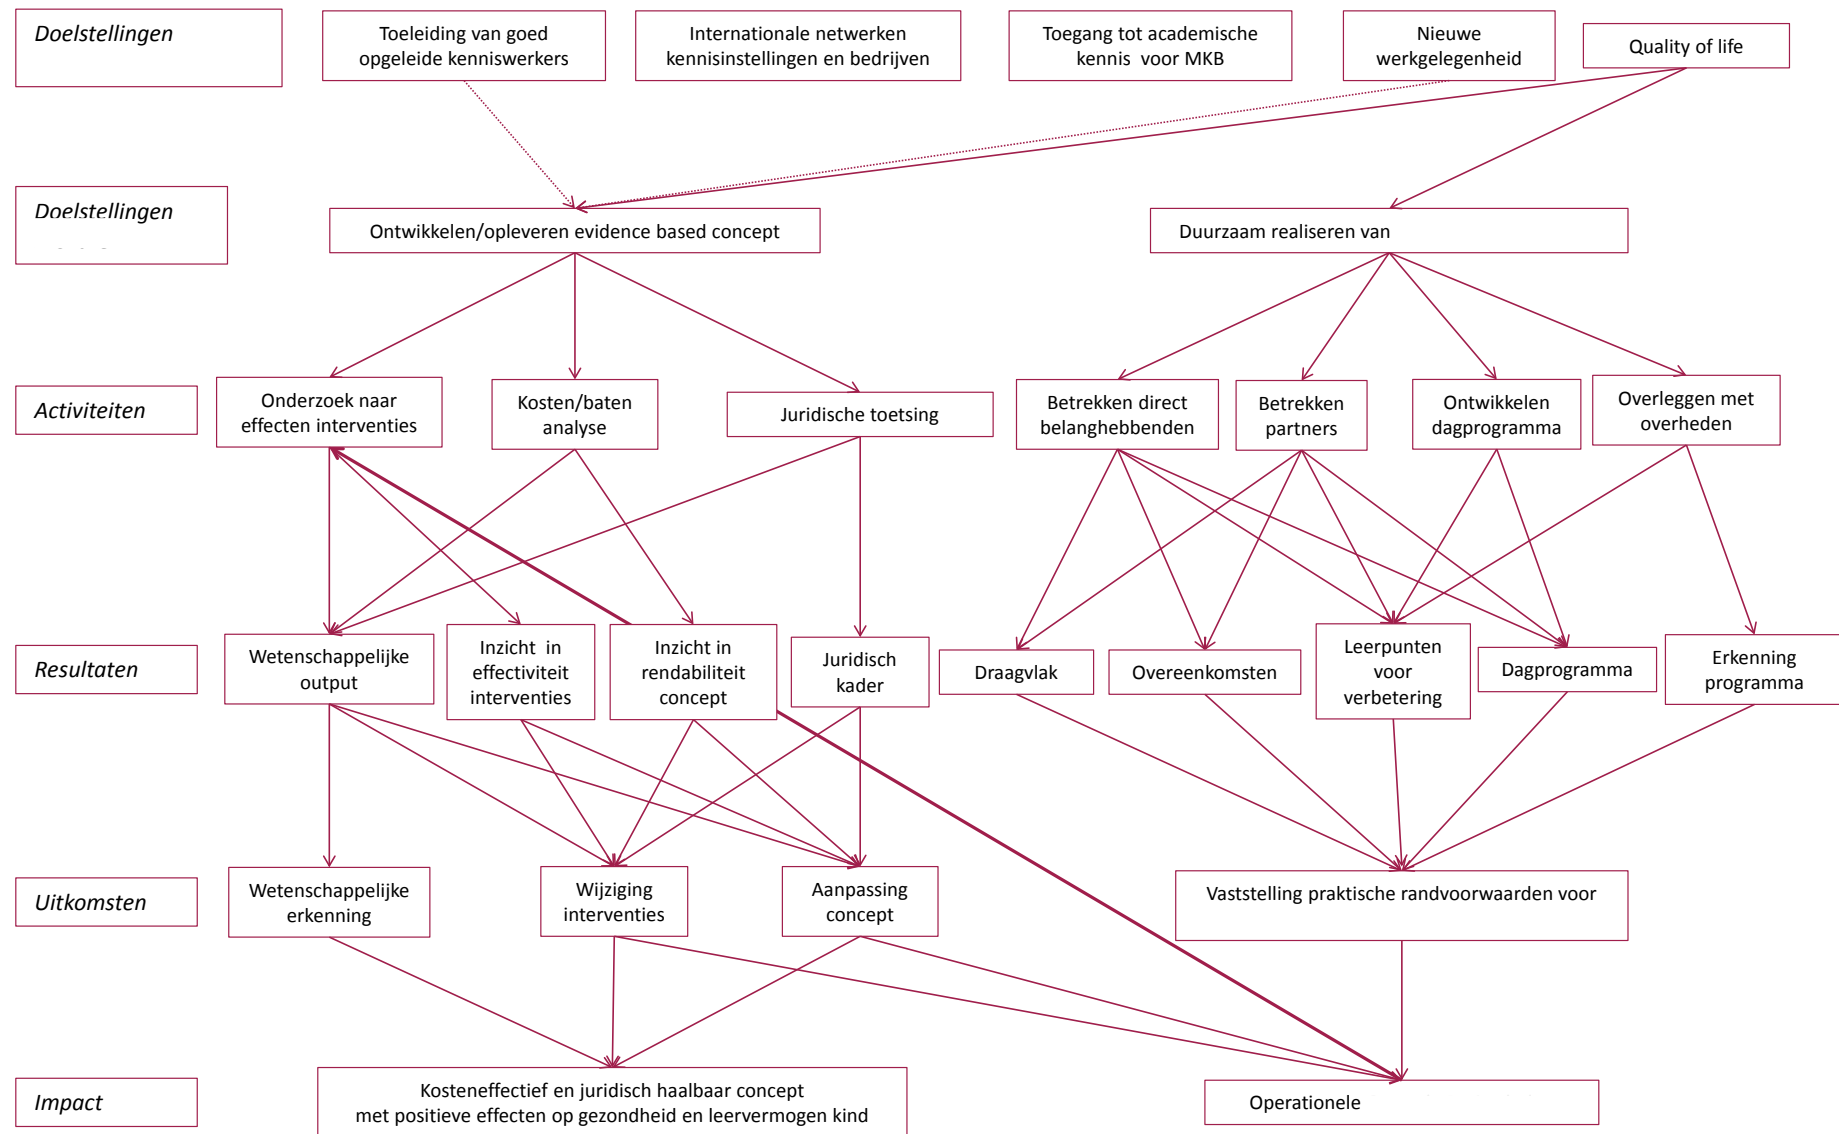 Doelstellingen
Toeleiding van goed
opgeleide kenniswerkers
Internationale netwerken
kennisinstellingen en bedrijven
Toegang tot academische
kennis voor MKB
Nieuwe
werkgelegenheid
Quality of life
Doelstellingen
Ontwikkelen/opleveren evidence based concept
Duurzaam realiseren van
Activiteiten
Onderzoek naar
effecten interventies
Kosten/baten
analyse
Juridische toetsing
Betrekken direct
belanghebbenden
Betrekken
partners
Ontwikkelen
dagprogramma
Overleggen met
overheden
Resultaten
Wetenschappelijke
output
Inzicht in
effectiviteit
interventies
Inzicht in
rendabiliteit
concept
Juridisch
kader
Draagvlak
Overeenkomsten
Leerpunten
voor
verbetering
Dagprogramma
Erkenning
programma
Uitkomsten
Wetenschappelijke
erkenning
Wijziging
interventies
Aanpassing
concept
Vaststelling praktische randvoorwaarden voor
Impact
Kosteneffectief en juridisch haalbaar concept
met positieve effecten op gezondheid en leervermogen kind
Operationele